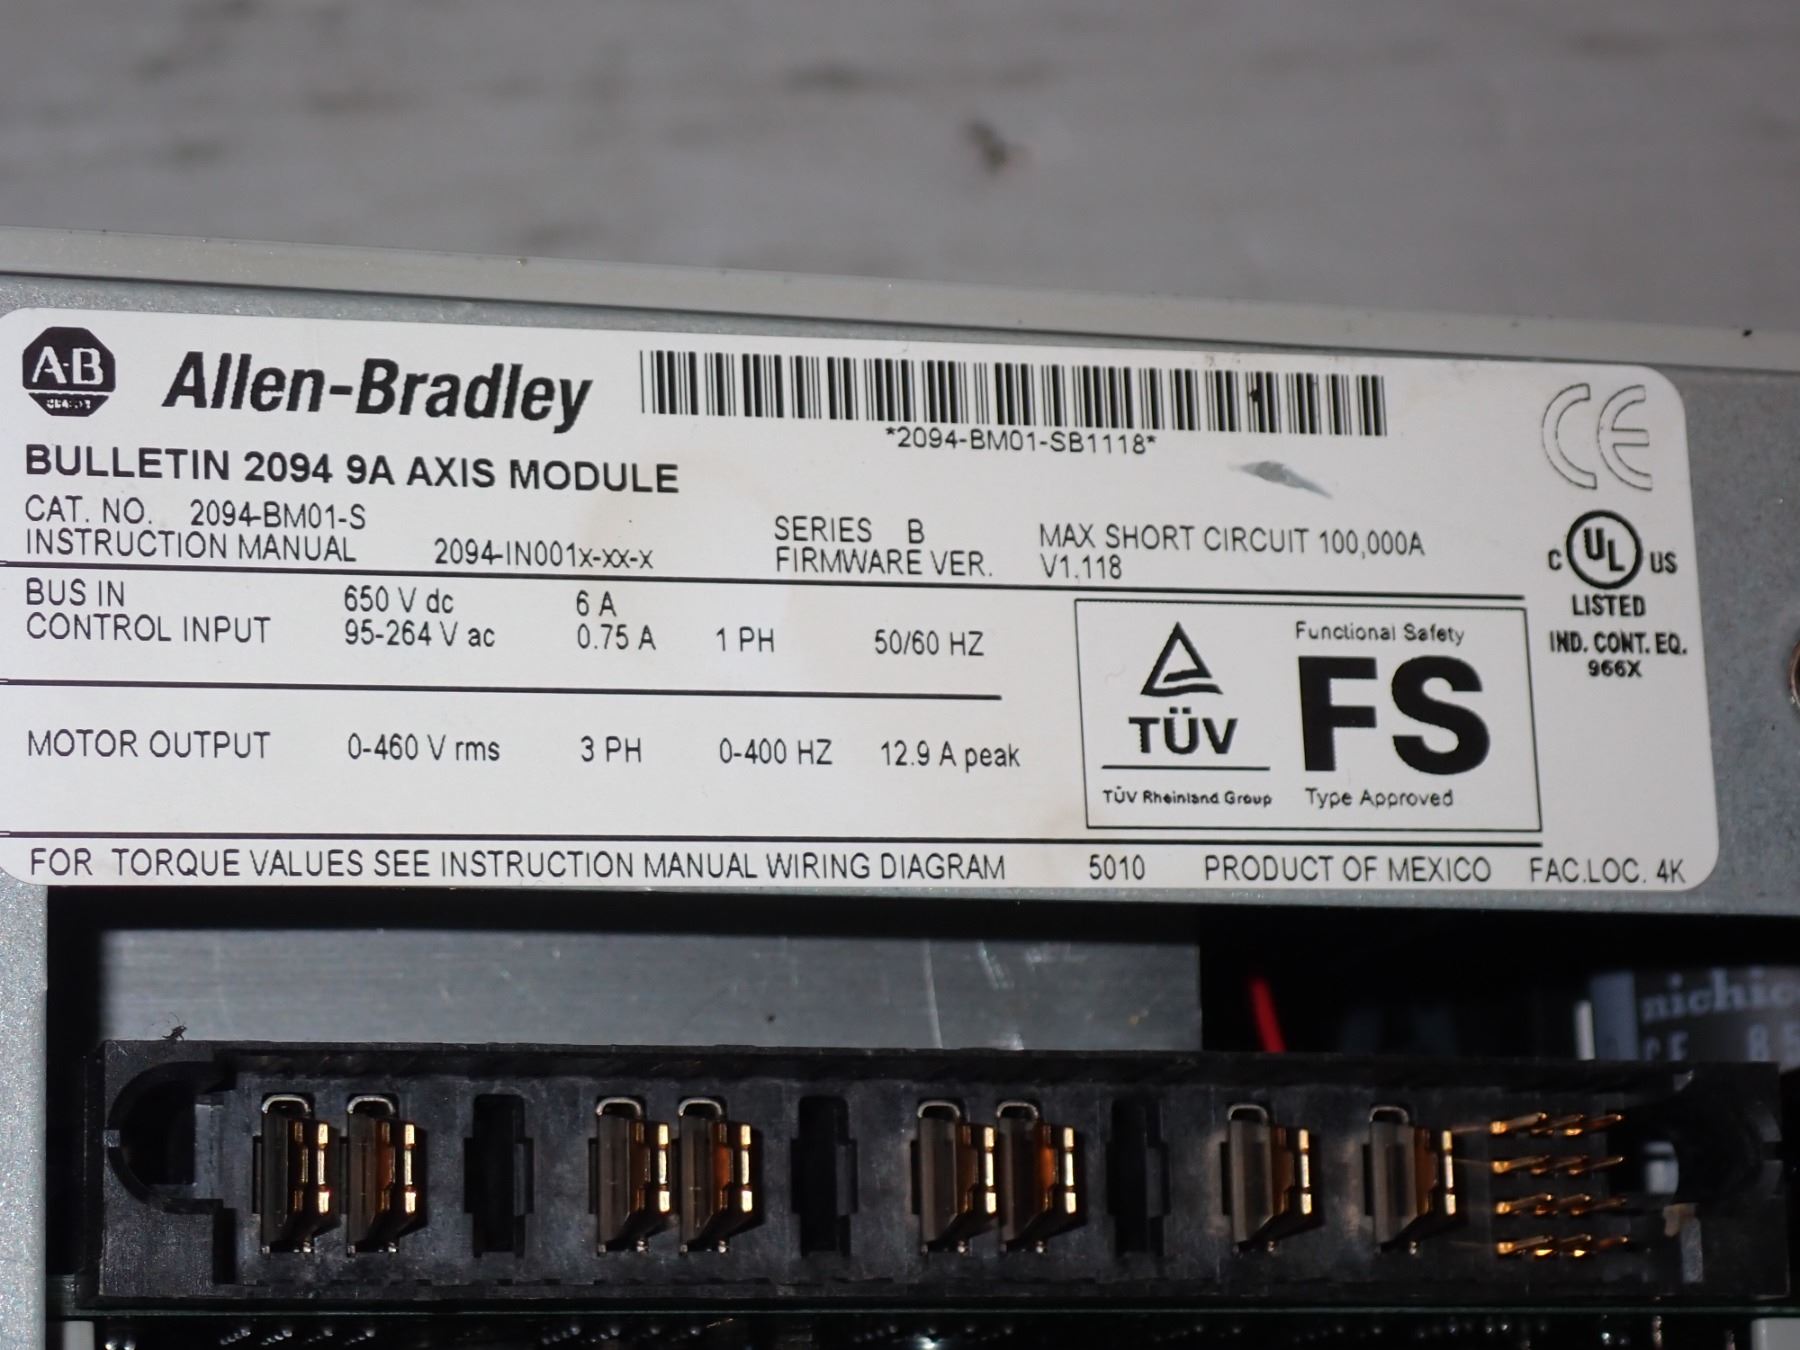 A-B
Allen-Bradley
*2094-BM01-SB1118*
BULLETIN 2094 9A AXIS MODULE
CAT. NO. 2094-BM01-S
INSTRUCTION MANUAL 2094-IN001x-xx-x
SERIES B
FIRMWARE VER. V1.118
MAX SHORT CIRCUIT 100,000A
BUS IN 650 V dc 6 A
CONTROL INPUT 95-264 V ac 0.75 A 1 PH 50/60 HZ
MOTOR OUTPUT 0-460 V rms 3 PH 0-400 HZ 12.9 A peak
TÜV
TÜV Rheinland Group
Functional Safety
FS
Type Approved
CE
C UL US
LISTED
IND. CONT. EQ.
966X
FOR TORQUE VALUES SEE INSTRUCTION MANUAL WIRING DIAGRAM 5010 PRODUCT OF MEXICO FAC.LOC. 4K